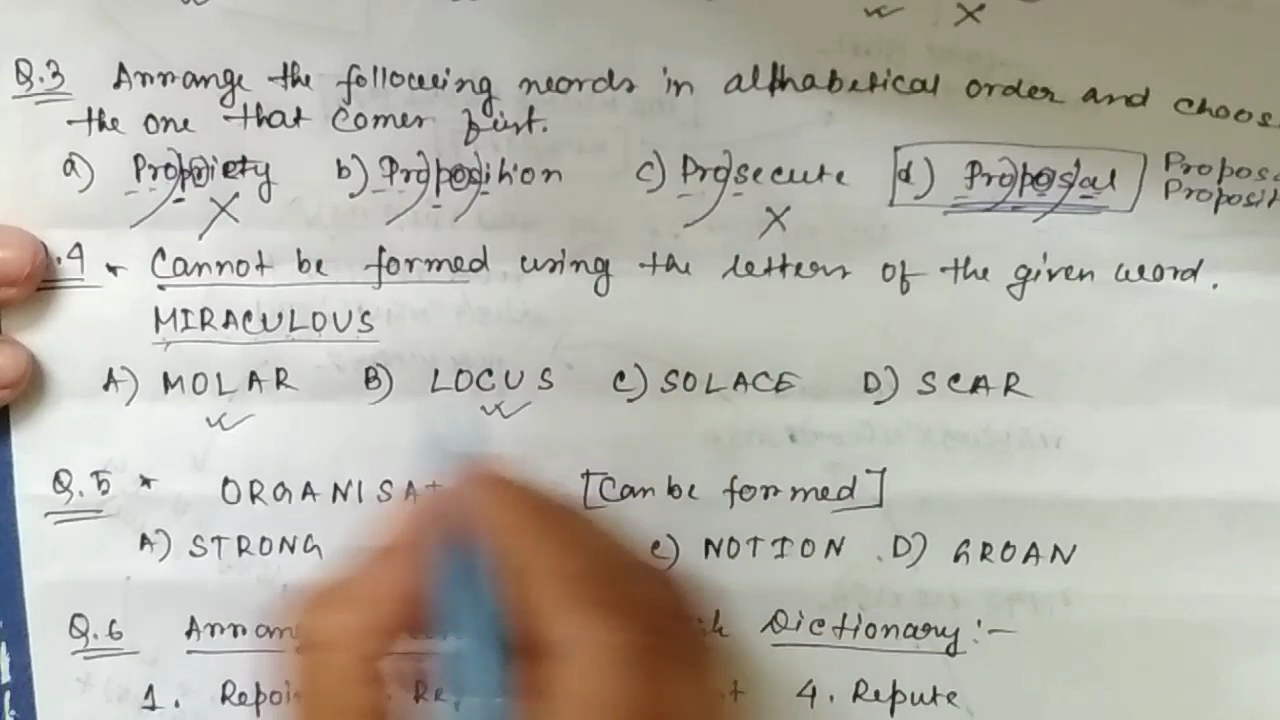 Q.3 Arrange the following words in alphabetical order and choos
the one that comes first.
a) Propriety b) Proposition c) Prosecute d) Proposal Propos
Proposit
.4 Cannot be formed using the letters of the given word.
MIRACULOUS
A) MOLAR B) LOCUS C) SOLACE D) SCAR
Q.5 * ORGANISAT [Can be formed]
A) STRONG C) NOTION D) GROAN
Q.6 Dictionary:-
1. 4. Repute